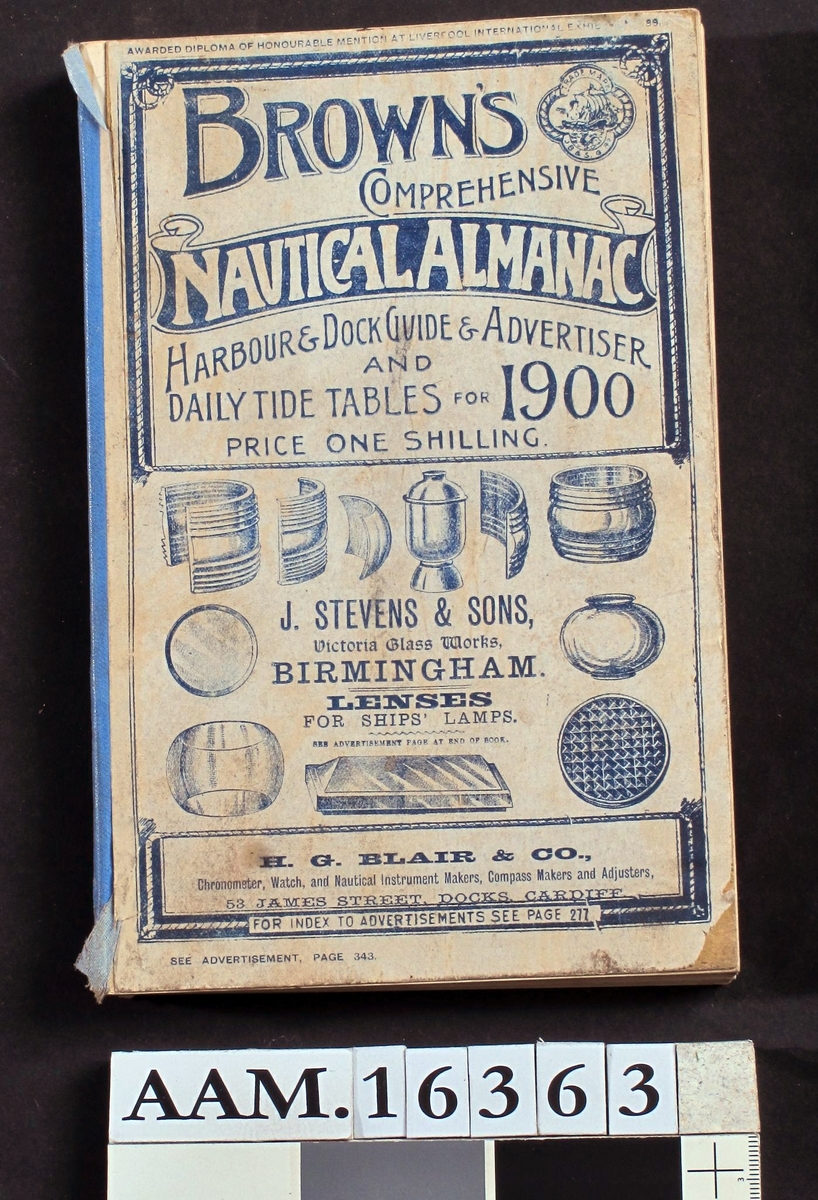 AWARDED DIPLOMA OF HONOURABLE MENTION AT LIVERPOOL INTERNATIONAL
BROWN'S
TRADE MARK
COMPREHENSIVE
NAUTICAL ALMANAC
HARBOUR & DOCK GUIDE & ADVERTISER
AND
DAILY TIDE TABLES FOR 1900
PRICE ONE SHILLING.
J. STEVENS & SONS,
Victoria Glass Works,
BIRMINGHAM.
LENSES
FOR SHIPS' LAMPS.
SEE ADVERTISEMENT PAGE AT END OF BOOK.
H. G. BLAIR & CO.,
Chronometer, Watch, and Nautical Instrument Makers, Compass Makers and Adjusters,
53 JAMES STREET, DOCKS, CARDIFF.
FOR INDEX TO ADVERTISEMENTS SEE PAGE 277
SEE ADVERTISEMENT, PAGE 343.
AAM.16363